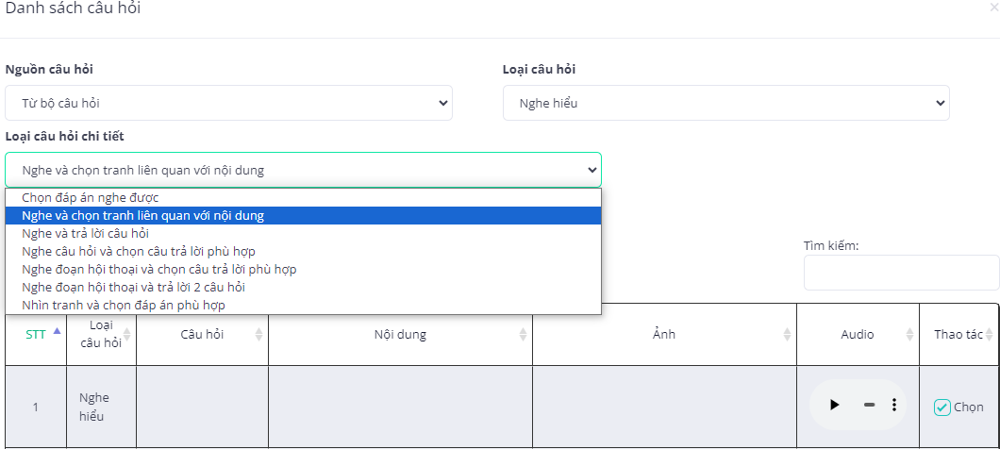 Danh sách câu hỏi
Nguồn câu hỏi
Loại câu hỏi
Từ bộ câu hỏi
Nghe hiểu
Loại câu hỏi chi tiết
Nghe và chọn tranh liên quan với nội dung
Chọn đáp án nghe được
Nghe và chọn tranh liên quan với nội dung
Nghe và trả lời câu hỏi
Nghe câu hỏi và chọn câu trả lời phù hợp
Nghe đoạn hội thoại và chọn câu trả lời phù hợp
Nghe đoạn hội thoại và trả lời 2 câu hỏi
Nhìn tranh và chọn đáp án phù hợp
Tìm kiếm:
STT
Loại
câu hỏi
Câu hỏi
Nội dung
Ảnh
Audio
Thao tác
1
Nghe
hiểu
Chọn